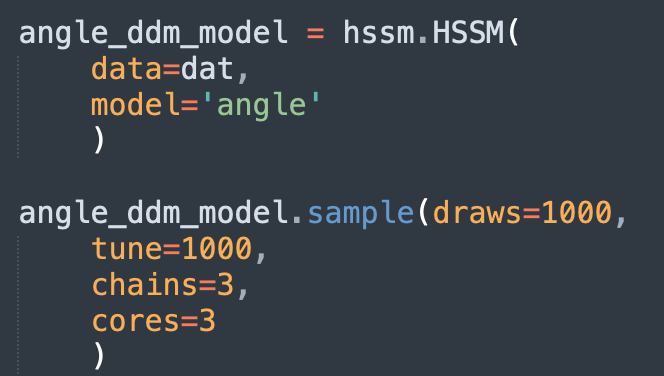 angle_ddm_model = hssm.HSSM(
    data=dat,
    model='angle'
    )

angle_ddm_model.sample(draws=1000,
    tune=1000,
    chains=3,
    cores=3
    )